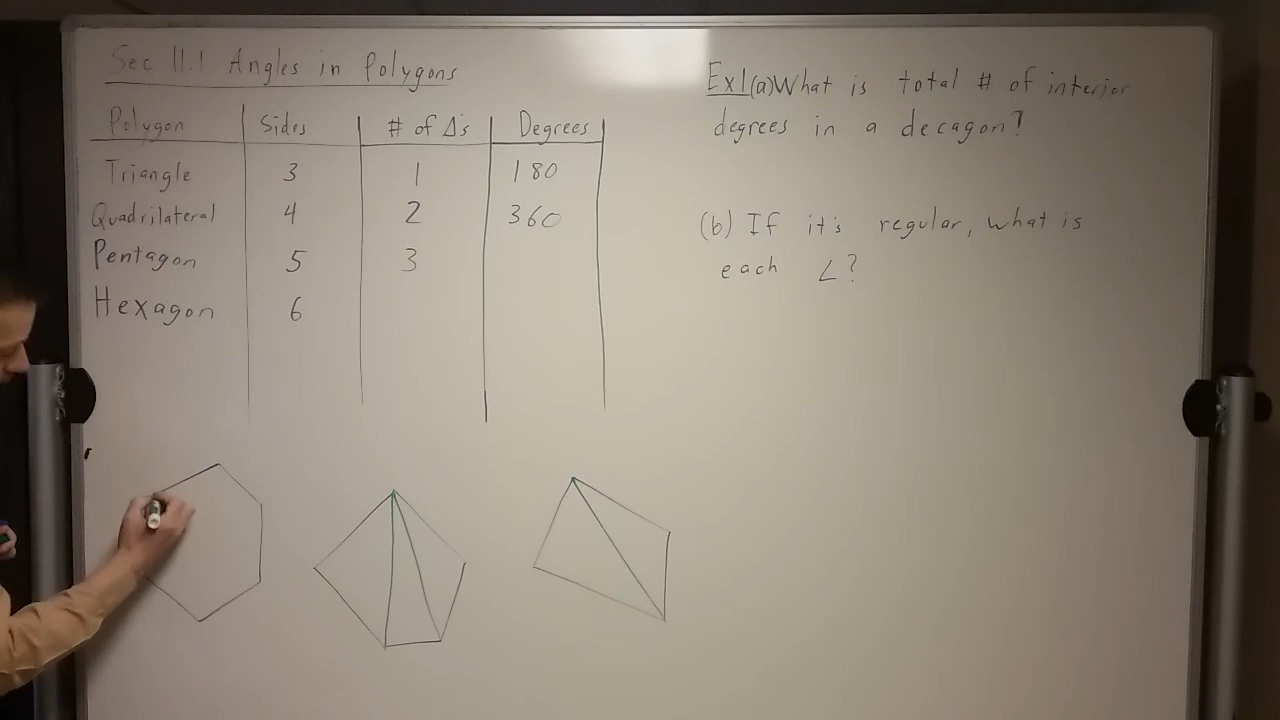 Sec 11.1 Angles in Polygons
Polygon Sides # of Δ's Degrees
Triangle 3 1 180
Quadrilateral 4 2 360
Pentagon 5 3
Hexagon 6
Ex1(a)What is total # of interior
degrees in a decagon?
(b) If it's regular, what is
each ∠?